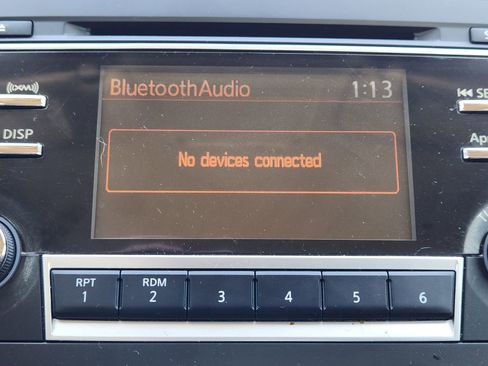 BluetoothAudio 1:13
No devices connected
DISP
RPT RDM
1 2 3 4 5 6